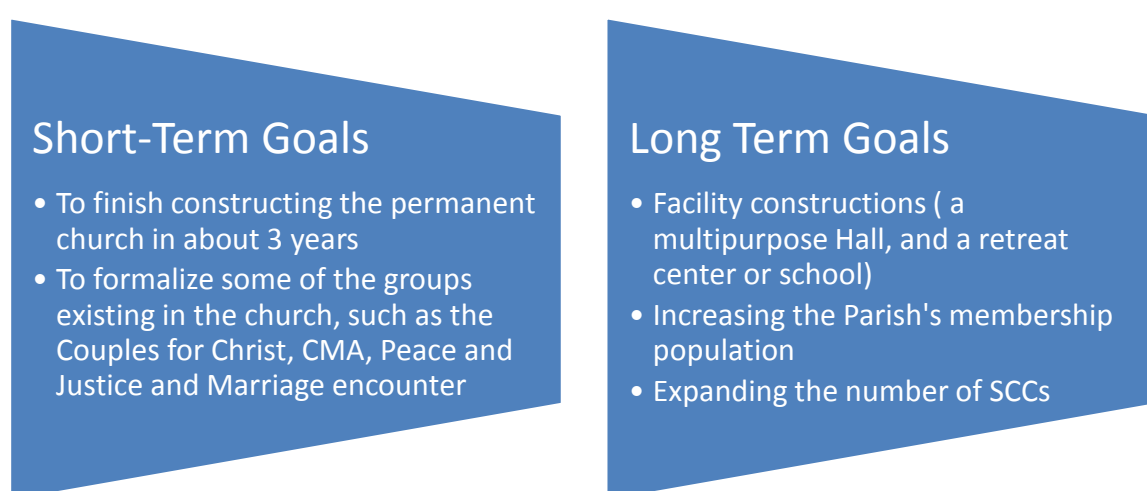 Short-Term Goals
• To finish constructing the permanent
church in about 3 years
• To formalize some of the groups
existing in the church, such as the
Couples for Christ, CMA, Peace and
Justice and Marriage encounter
Long Term Goals
• Facility constructions ( a
multipurpose Hall, and a retreat
center or school)
• Increasing the Parish's membership
population
• Expanding the number of SCCs